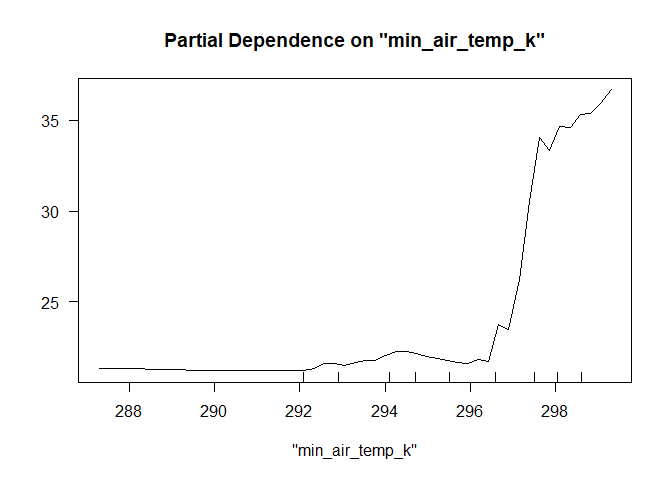 Partial Dependence on "min_air_temp_k"
35
30
25
288 290 292 294 296 298
"min_air_temp_k"